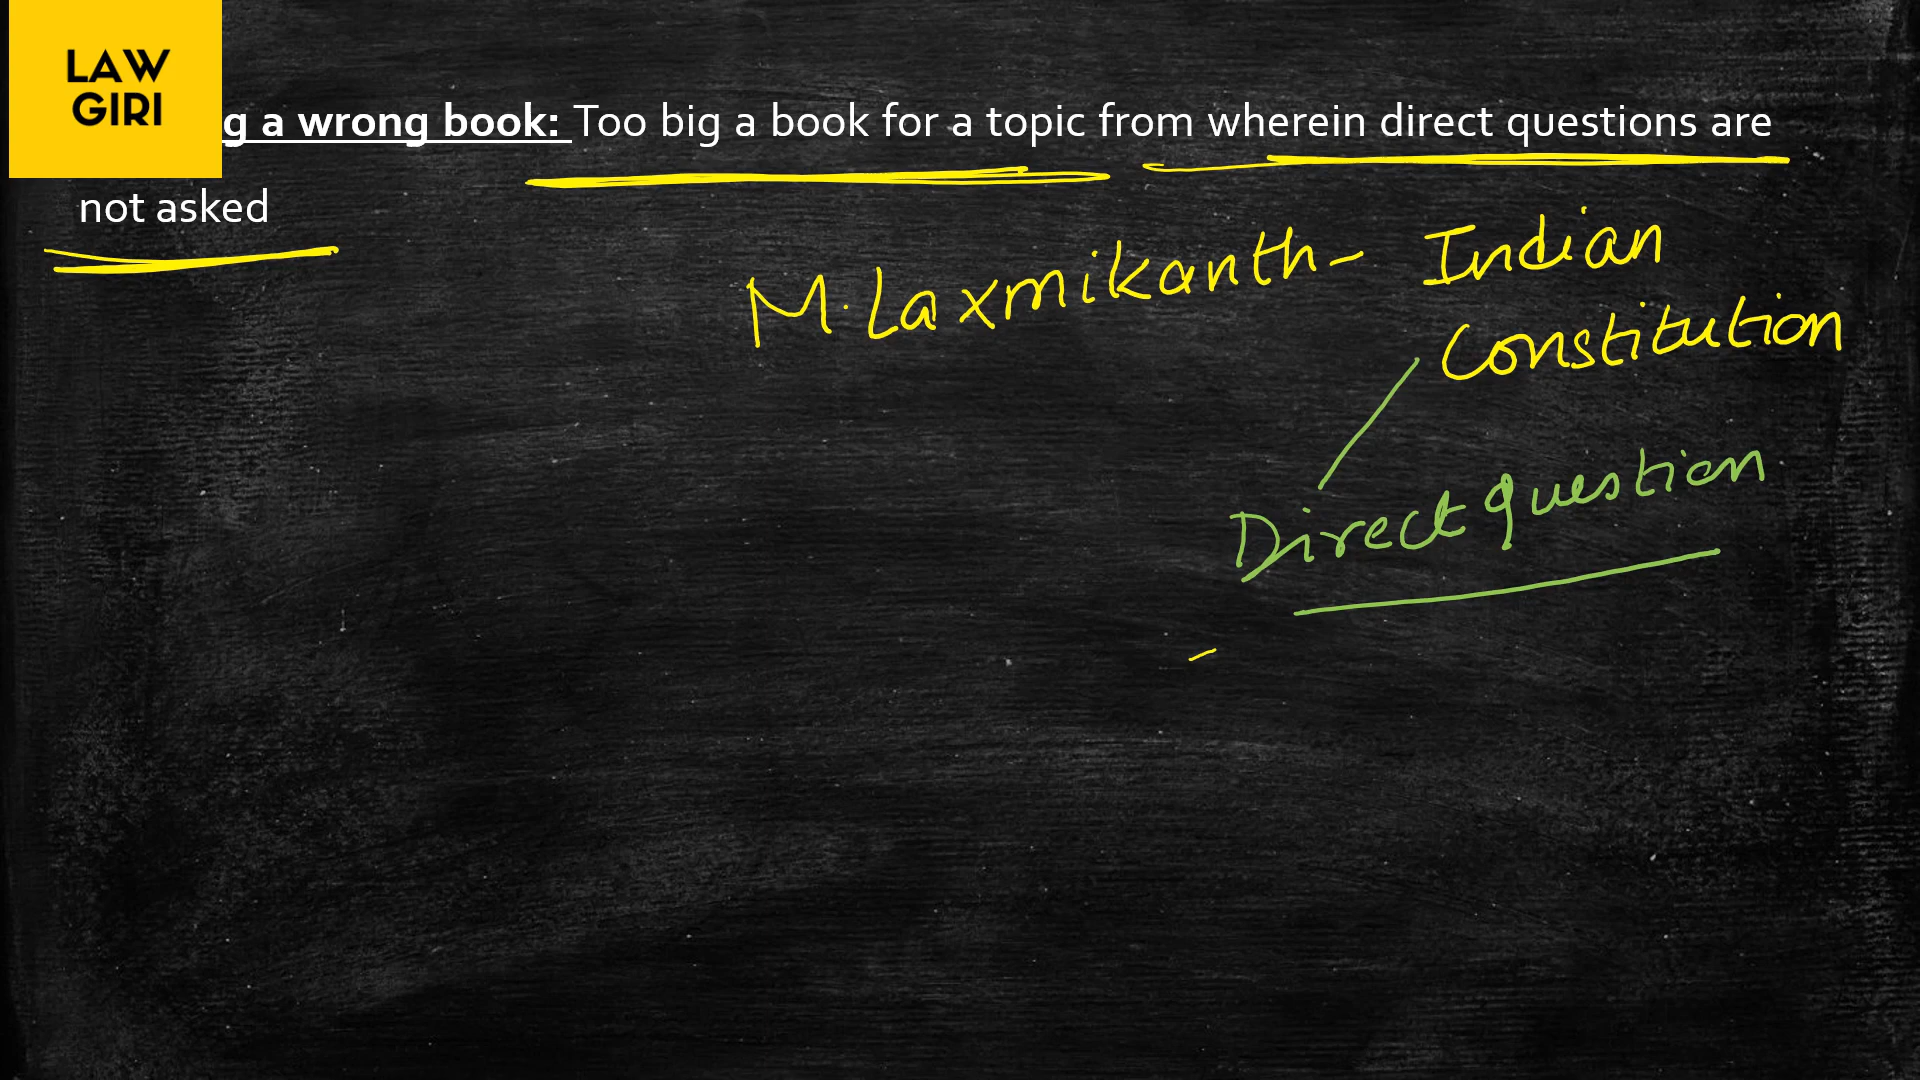 LAW
GIRI
g a wrong book: Too big a book for a topic from wherein direct questions are
not asked
M. Laxmikanth - Indian
Constitution
Direct question